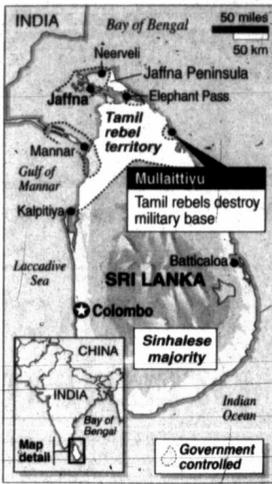 INDIA
Bay of Bengal
50 miles
50 km
Neerveli
Jaffna Peninsula
Jaffna
Elephant Pass
Tamil
rebel
territory
Mannar
Gulf of
Mannar
Mullaittivu
Tamil rebels destroy
military base
Kalpitiya
Batticaloa
Laccadive
Sea
SRI LANKA
Colombo
Sinhalese
majority
CHINA
INDIA
Bay of
Bengal
Map
detail
Indian
Ocean
Government
controlled